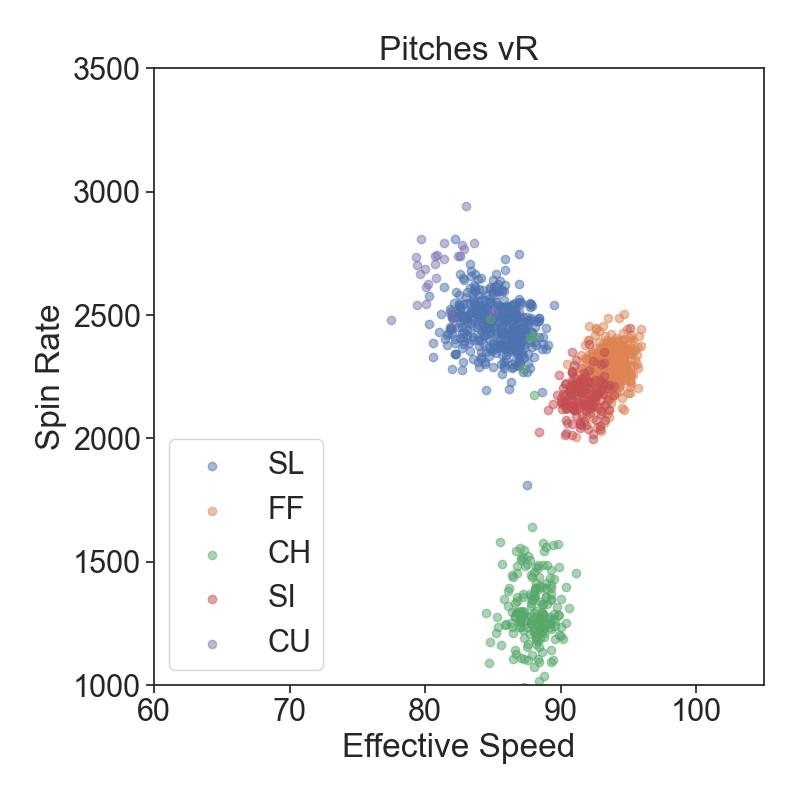 Pitches vR
3500
3000
2500
2000
1500
1000
Spin Rate
SL
FF
CH
SI
CU
60 70 80 90 100
Effective Speed